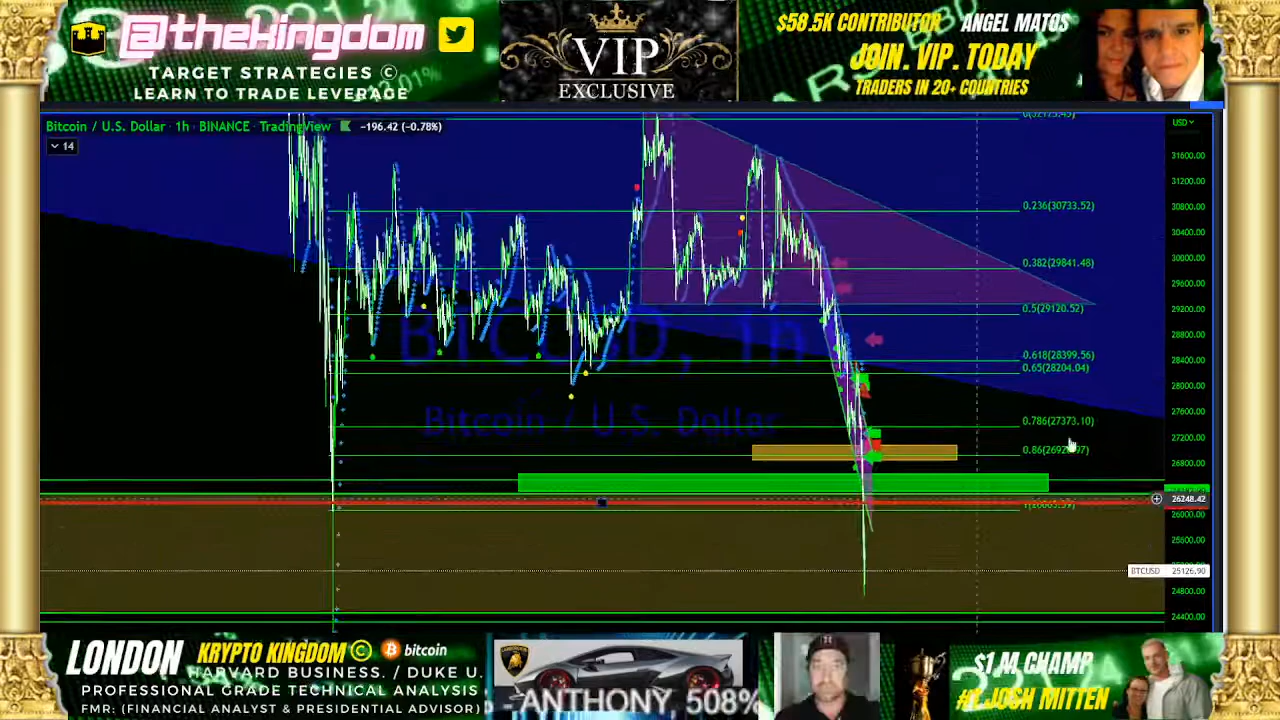 @thekingdom
TARGET STRATEGIES ©
LEARN TO TRADE LEVERAGE
VIP
EXCLUSIVE
$58.5K CONTRIBUTOR ANGEL MATOS
JOIN. VIP. TODAY
TRADERS IN 20+ COUNTRIES
Bitcoin / U.S. Dollar · 1h · BINANCE · TradingView -196.42 (-0.78%)
14
USD
31600.00
31200.00
30800.00
30400.00
30000.00
29600.00
29200.00
28800.00
28400.00
28000.00
27600.00
27200.00
26800.00
26248.42
26000.00
25600.00
BTCUSD 25126.90
24800.00
24400.00
0.236(30733.52)
0.382(29841.48)
0.5(29120.52)
0.618(28399.56)
0.65(28204.04)
0.786(27373.10)
BTCUSD, 1h
Bitcoin / U.S. Dollar
LONDON KRYPTO KINGDOM © bitcoin
HARVARD BUSINESS. / DUKE U.
PROFESSIONAL GRADE TECHNICAL ANALYSIS
FMR: (FINANCIAL ANALYST & PRESIDENTIAL ADVISOR)
- ANTHONY, 508%
$1 M CHAMP
#1 JOSH MITTEN